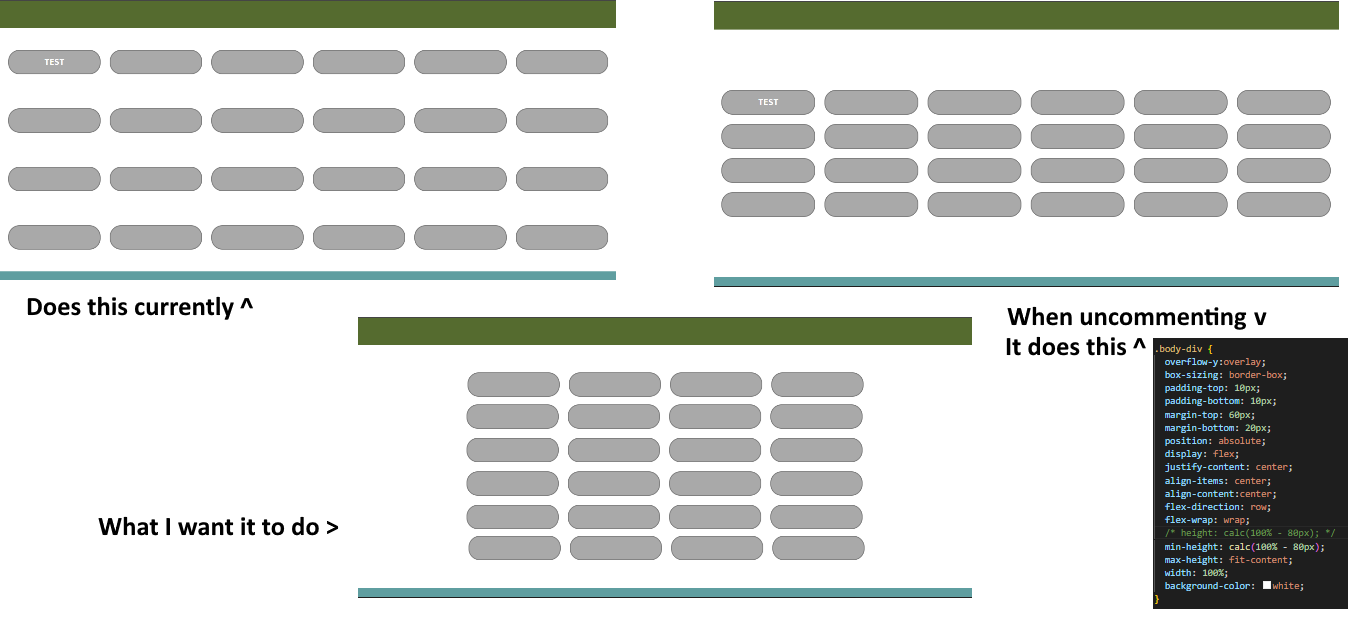 TEST
TEST
Does this currently ^
When uncommenting v
It does this ^
What I want it to do >
.body-div {
overflow-y:overlay;
box-sizing: border-box;
padding-top: 10px;
padding-bottom: 10px;
margin-top: 60px;
margin-bottom: 20px;
position: absolute;
display: flex;
justify-content: center;
align-items: center;
align-content:center;
flex-direction: row;
flex-wrap: wrap;
/* height: calc(100% - 80px); */
min-height: calc(100% - 80px);
max-height: fit-content;
width: 100%;
background-color: white;
}